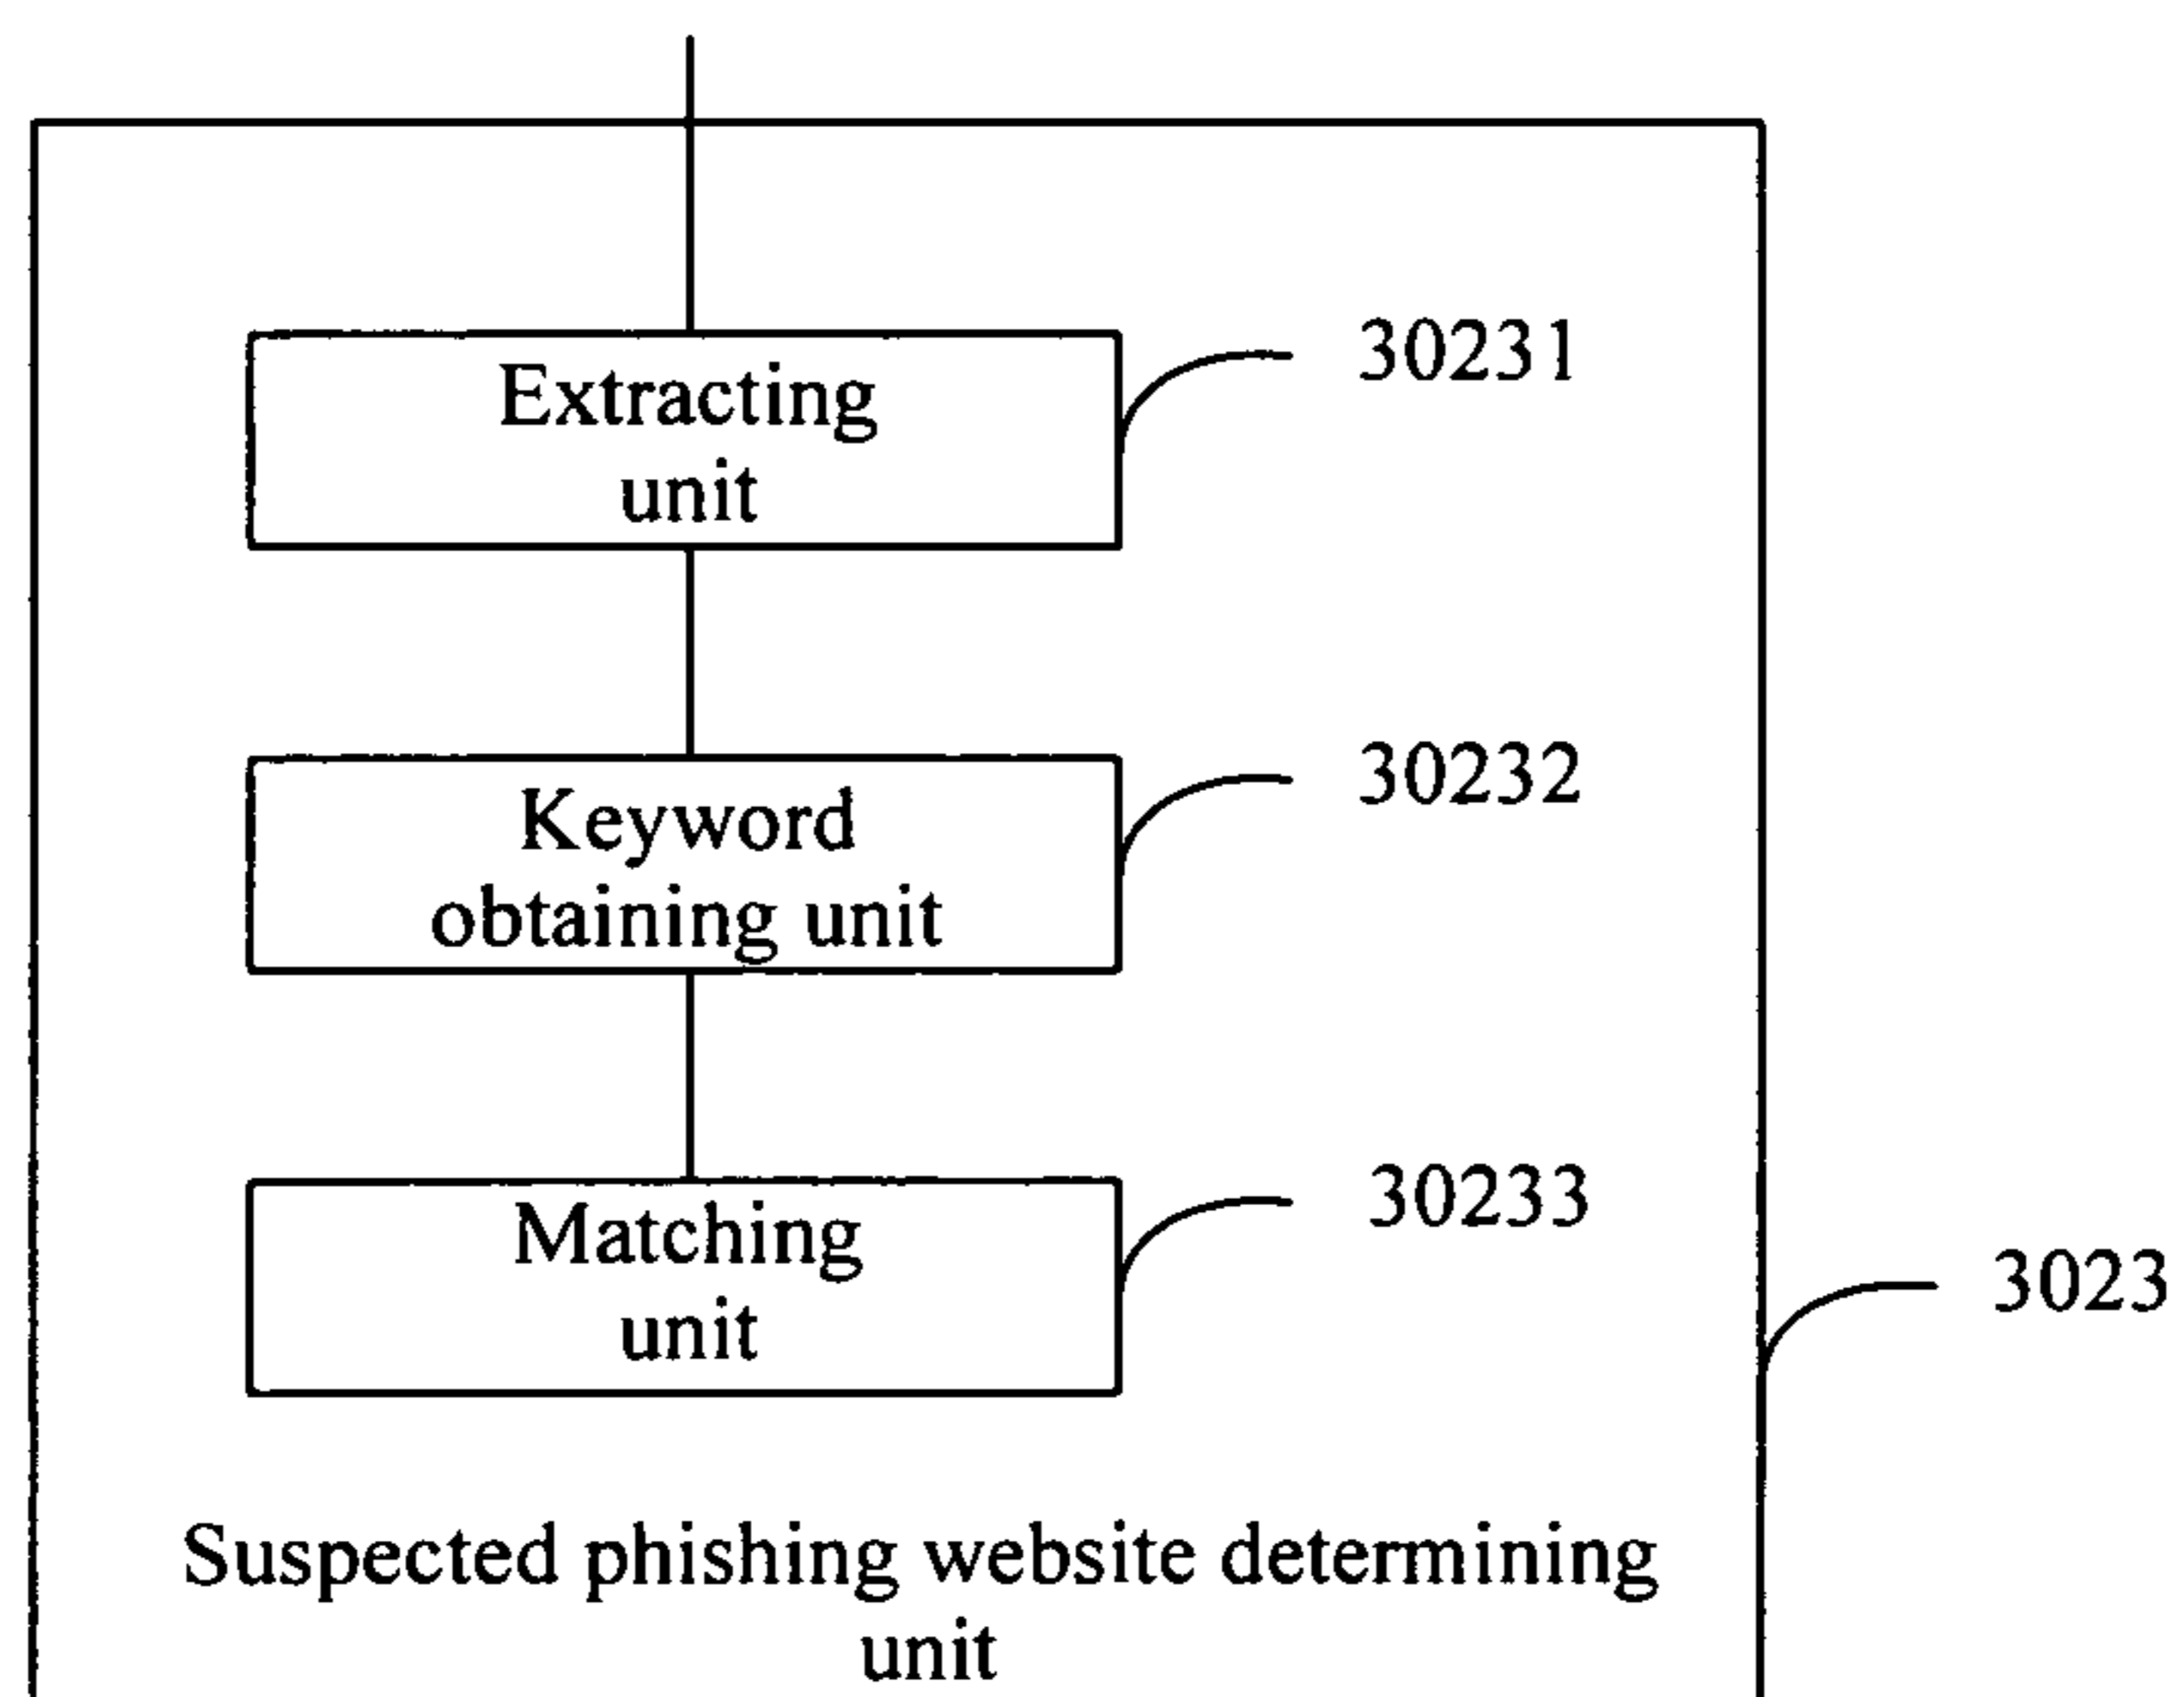 Extracting
unit
30231
Keyword
obtaining unit
30232
Matching
unit
30233
3023
Suspected phishing website determining
unit